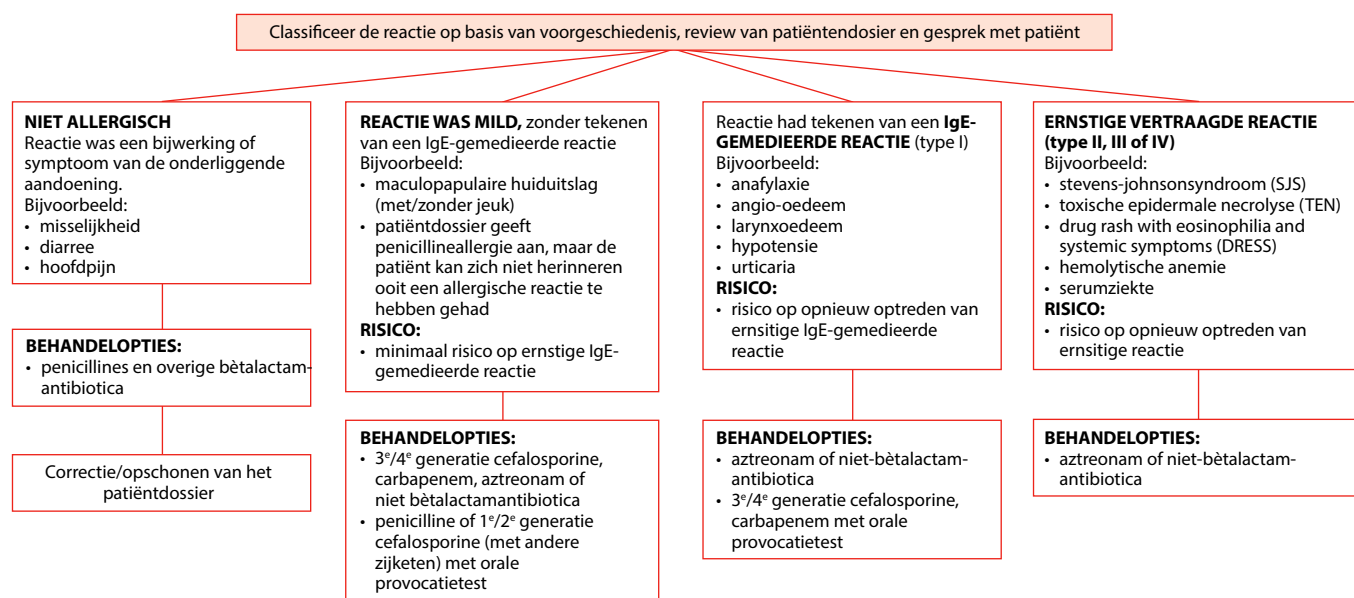 Classificeer de reactie op basis van voorgeschiedenis, review van patiëntendosier en gesprek met patiënt
NIET ALLERGISCH
Reactie was een bijwerking of
symptoom van de onderliggende
aandoening.
Bijvoorbeeld:
• misselijkheid
• diarree
• hoofdpijn
BEHANDELOPTIES:
• penicillines en overige bètalactam-
antibiotica
Correctie/opschonen van het
patiëntdossier
REACTIE WAS MILD, zonder tekenen
van een IgE-gemedieerde reactie
Bijvoorbeeld:
• maculopapulaire huiduitslag
(met/zonder jeuk)
• patiëntdossier geeft
penicillineallergie aan, maar de
patiënt kan zich niet herinneren
ooit een allergische reactie te
hebben gehad
RISICO:
• minimaal risico op ernstige IgE-
gemedieerde reactie
BEHANDELOPTIES:
• 3e/4e generatie cefalosporine,
carbapenem, aztreonam of
niet bètalactamantibiotica
• penicilline of 1e/2e generatie
cefalosporine (met andere
zijketen) met orale
provocatietest
Reactie had tekenen van een IgE-
GEMEDIEERDE REACTIE (type I)
Bijvoorbeeld:
• anafylaxie
• angio-oedeem
• larynxoedeem
• hypotensie
• urticaria
RISICO:
• risico op opnieuw optreden van
ernsitige IgE-gemedieerde
reactie
BEHANDELOPTIES:
• aztreonam of niet-bètalactam-
antibiotica
• 3e/4e generatie cefalosporine,
carbapenem met orale
provocatietest
ERNSTIGE VERTRAAGDE REACTIE
(type II, III of IV)
Bijvoorbeeld:
• stevens-johnsonsyndroom (SJS)
• toxische epidermale necrolyse (TEN)
• drug rash with eosinophilia and
systemic symptoms (DRESS)
• hemolytische anemie
• serumziekte
RISICO:
• risico op opnieuw optreden van
ernsitige reactie
BEHANDELOPTIES:
• aztreonam of niet-bètalactam-
antibiotica